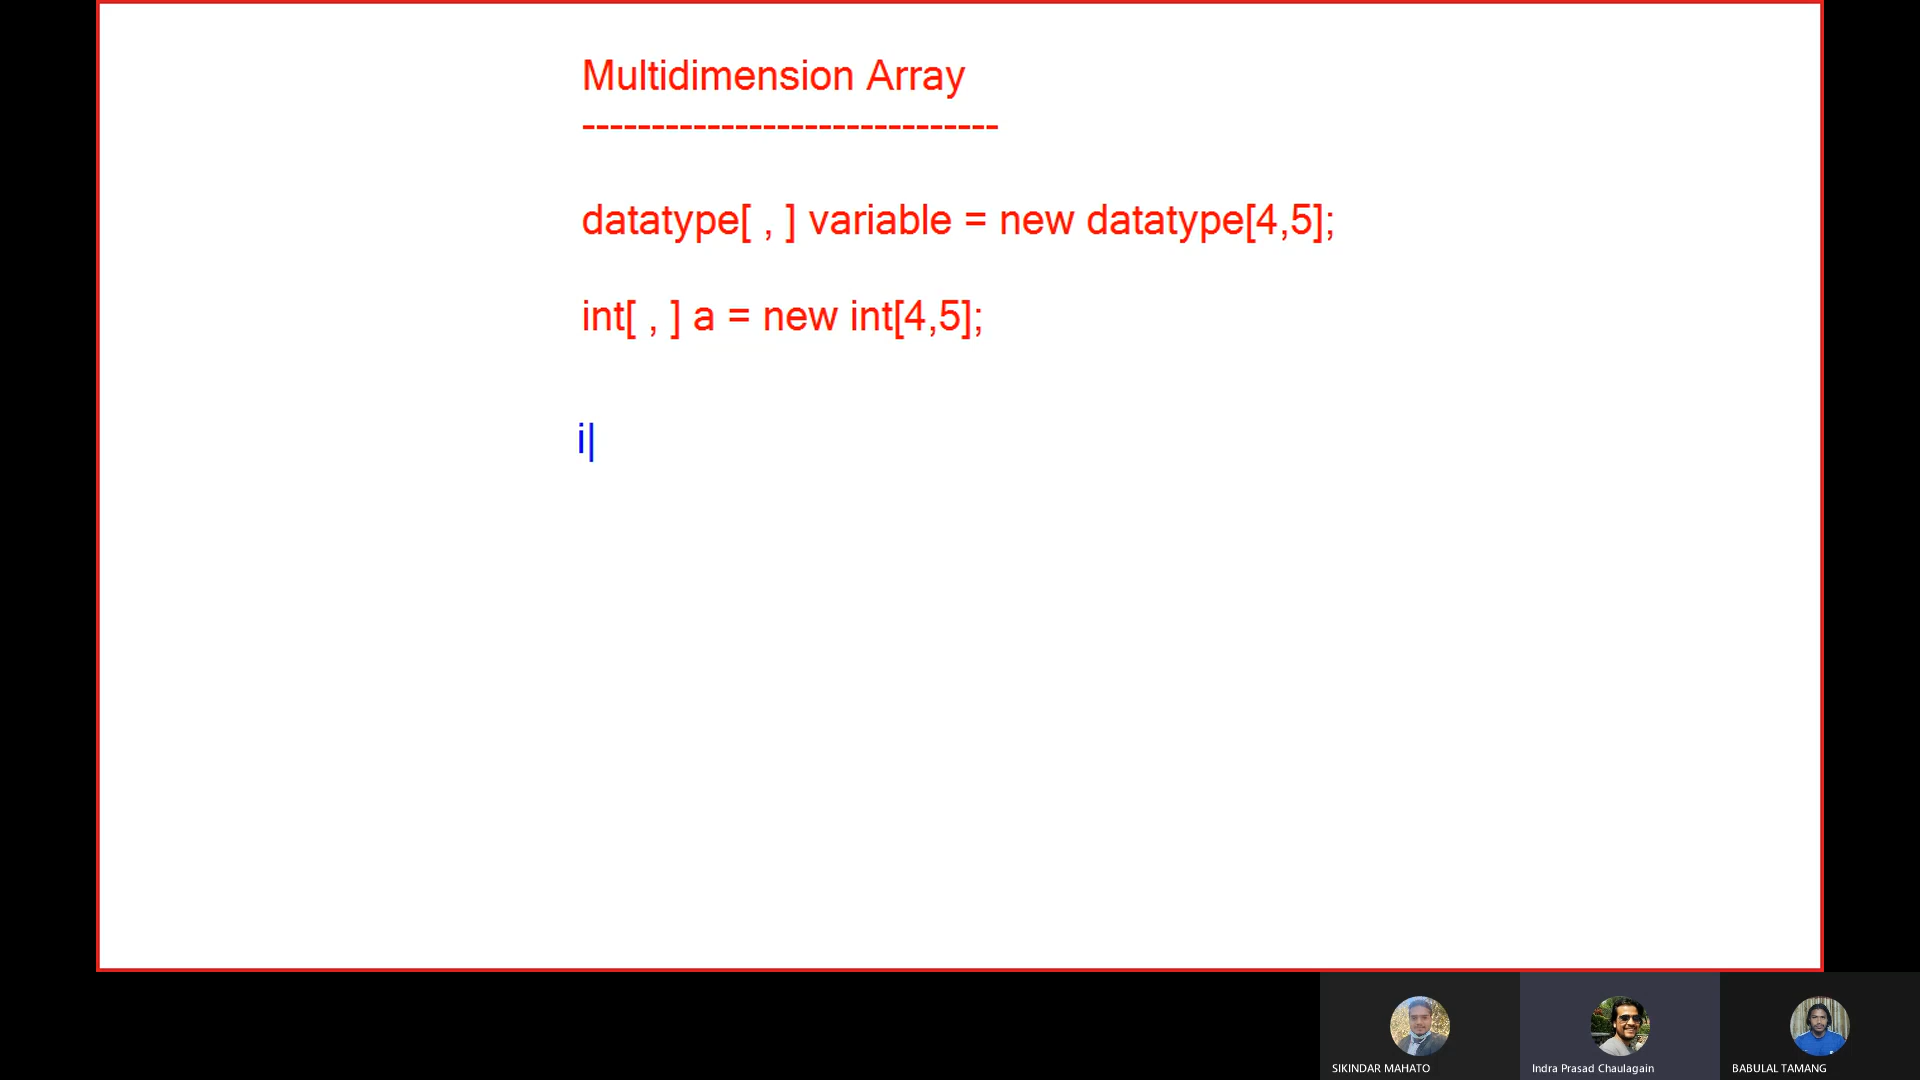 Multidimension Array
------------------------------
datatype[ , ] variable = new datatype[4,5];
int[ , ] a = new int[4,5];
i|
SIKINDAR MAHATO
Indra Prasad Chaulagain
BABULAL TAMANG